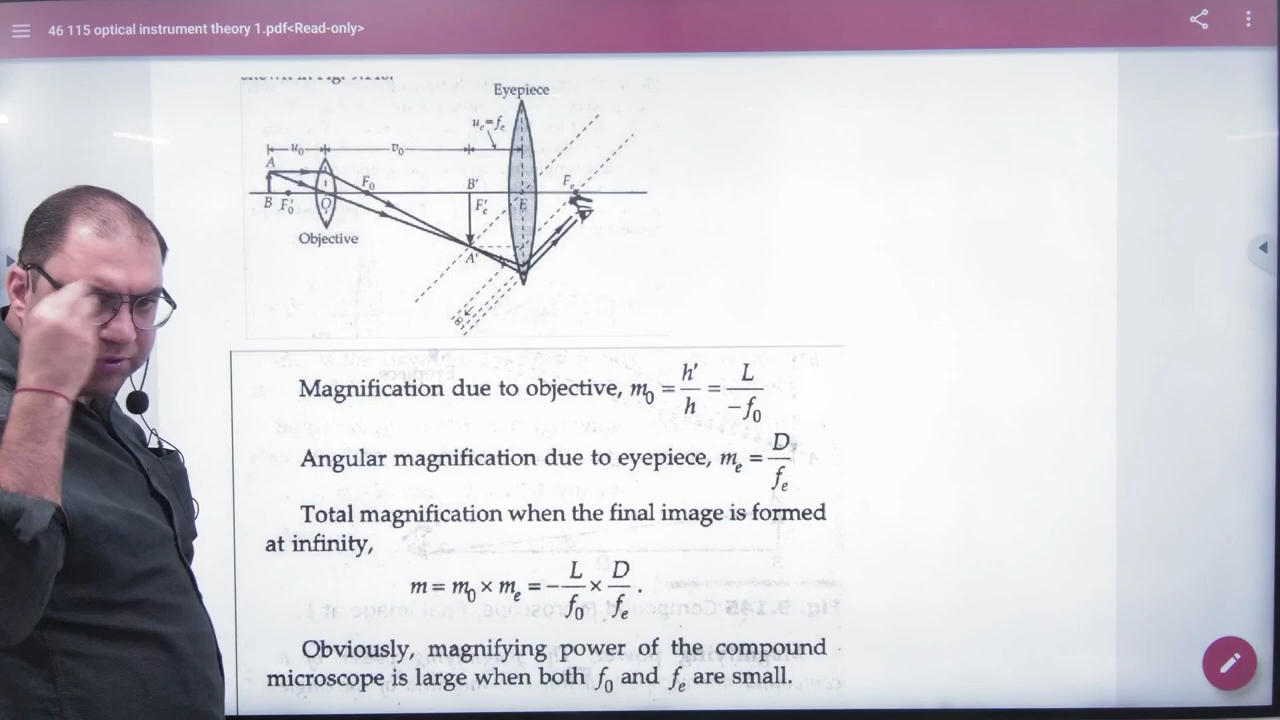 46 115 optical instrument theory 1.pdf<Read-only>
Eyepiece
u_e=f_e
u_0 v_0
A
F_0 B' F_e
B F_0' O F_e' E
Objective
A'
∞
Magnification due to objective, m_0 = h'/h = L/-f_0
Angular magnification due to eyepiece, m_e = D/f_e
Total magnification when the final image is formed
at infinity,
m = m_0 × m_e = - L/f_0 × D/f_e .
Obviously, magnifying power of the compound
microscope is large when both f_0 and f_e are small.